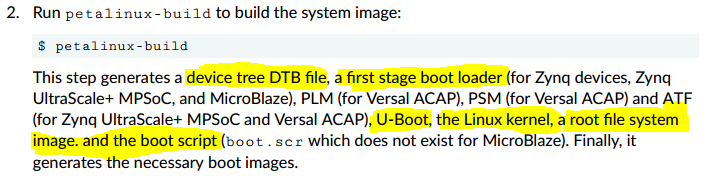 2. Run petalinux-build to build the system image:
$ petalinux-build
This step generates a device tree DTB file, a first stage boot loader (for Zynq devices, Zynq
UltraScale+ MPSoC, and MicroBlaze), PLM (for Versal ACAP), PSM (for Versal ACAP) and ATF
(for Zynq UltraScale+ MPSoC and Versal ACAP), U-Boot, the Linux kernel, a root file system
image. and the boot script (boot.scr which does not exist for MicroBlaze). Finally, it
generates the necessary boot images.